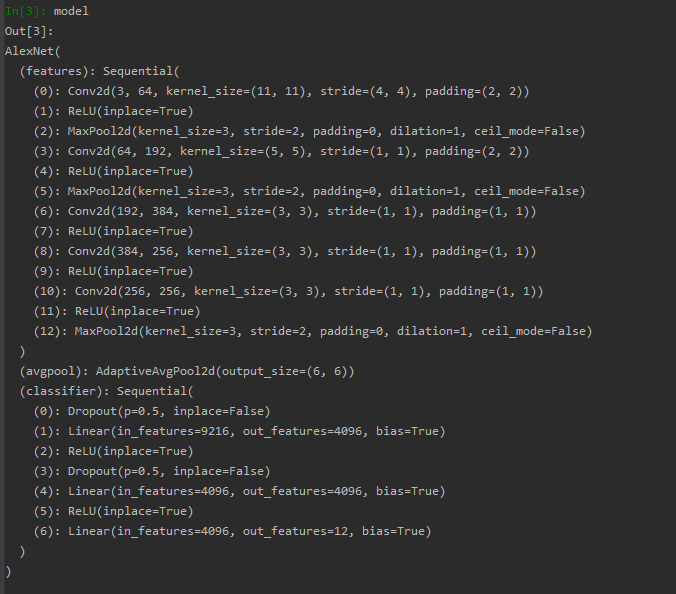 In[3]: model
Out[3]:
AlexNet(
  (features): Sequential(
    (0): Conv2d(3, 64, kernel_size=(11, 11), stride=(4, 4), padding=(2, 2))
    (1): ReLU(inplace=True)
    (2): MaxPool2d(kernel_size=3, stride=2, padding=0, dilation=1, ceil_mode=False)
    (3): Conv2d(64, 192, kernel_size=(5, 5), stride=(1, 1), padding=(2, 2))
    (4): ReLU(inplace=True)
    (5): MaxPool2d(kernel_size=3, stride=2, padding=0, dilation=1, ceil_mode=False)
    (6): Conv2d(192, 384, kernel_size=(3, 3), stride=(1, 1), padding=(1, 1))
    (7): ReLU(inplace=True)
    (8): Conv2d(384, 256, kernel_size=(3, 3), stride=(1, 1), padding=(1, 1))
    (9): ReLU(inplace=True)
    (10): Conv2d(256, 256, kernel_size=(3, 3), stride=(1, 1), padding=(1, 1))
    (11): ReLU(inplace=True)
    (12): MaxPool2d(kernel_size=3, stride=2, padding=0, dilation=1, ceil_mode=False)
  )
  (avgpool): AdaptiveAvgPool2d(output_size=(6, 6))
  (classifier): Sequential(
    (0): Dropout(p=0.5, inplace=False)
    (1): Linear(in_features=9216, out_features=4096, bias=True)
    (2): ReLU(inplace=True)
    (3): Dropout(p=0.5, inplace=False)
    (4): Linear(in_features=4096, out_features=4096, bias=True)
    (5): ReLU(inplace=True)
    (6): Linear(in_features=4096, out_features=12, bias=True)
  )
)